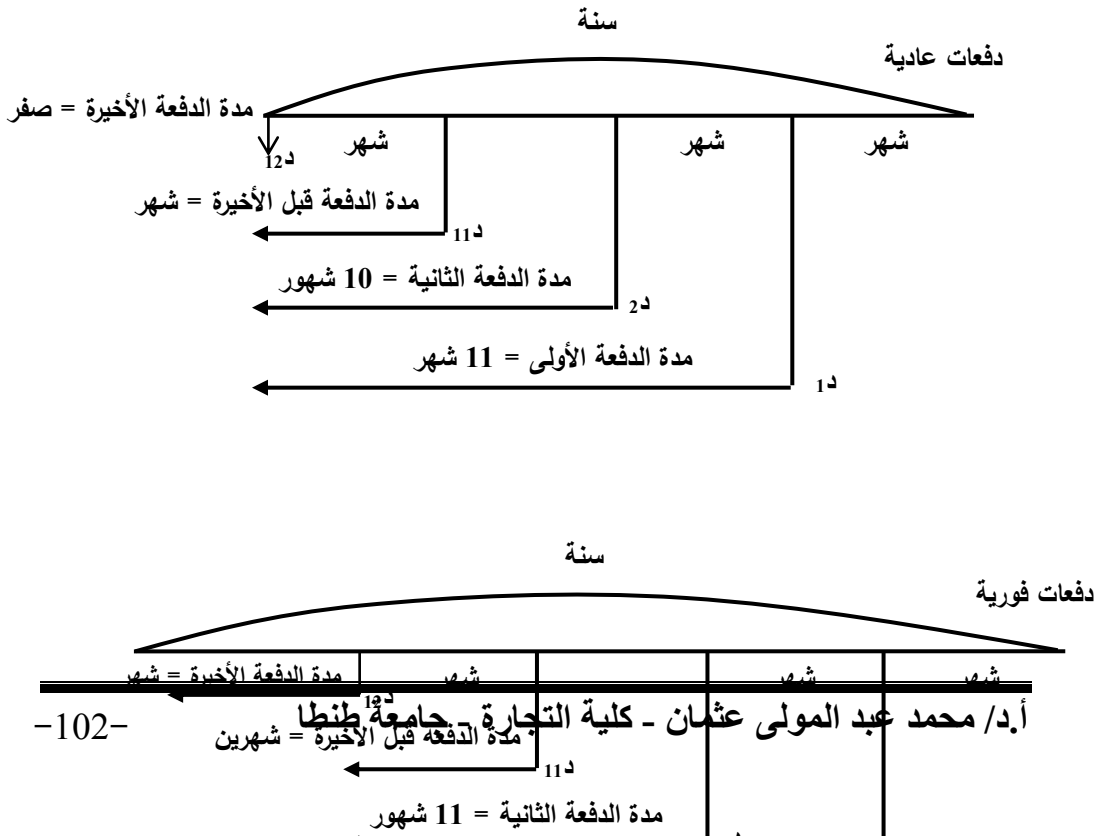 سنة
دفعات عادية
مدة الدفعة الأخيرة = صفر
شهر شهر شهر
د12
مدة الدفعة قبل الأخيرة = شهر
د11
مدة الدفعة الثانية = 10 شهور
د2
مدة الدفعة الأولى = 11 شهر
د1
سنة
دفعات فورية
شهر شهر شهر مدة الدفعة الأخيرة = شهر
د12
أ.د/ محمد عبد المولى عثمان - كلية التجارة - جامعة طنطا -102-
مدة الدفعة قبل الأخيرة = شهرين
د11
مدة الدفعة الثانية = 11 شهور